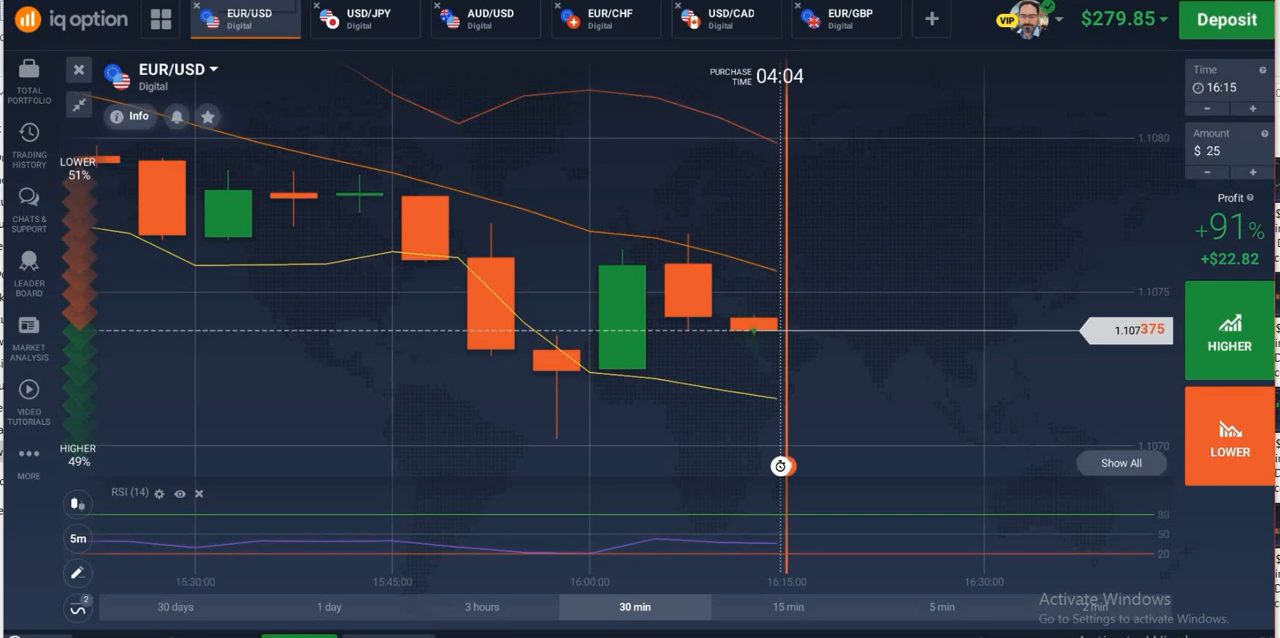 iq option
EUR/USD
Digital
USD/JPY
Digital
AUD/USD
Digital
EUR/CHF
Digital
USD/CAD
Digital
EUR/GBP
Digital
VIP
$279.85
Deposit
TOTAL
PORTFOLIO
TRADING
HISTORY
CHATS &
SUPPORT
LEADER
BOARD
MARKET
ANALYSIS
VIDEO
TUTORIALS
MORE
EUR/USD
Digital
Info
PURCHASE
TIME
04:04
LOWER
51%
HIGHER
49%
1.1080
1.1075
1.107375
1.1070
Show All
RSI (14)
80
50
20
5m
2
15:30:00
15:45:00
16:00:00
16:15:00
16:30:00
30 days
1 day
3 hours
30 min
15 min
5 min
2 min
Time
16:15
Amount
$ 25
Profit
+91%
+$22.82
HIGHER
LOWER
Activate Windows
Go to Settings to activate Windows.